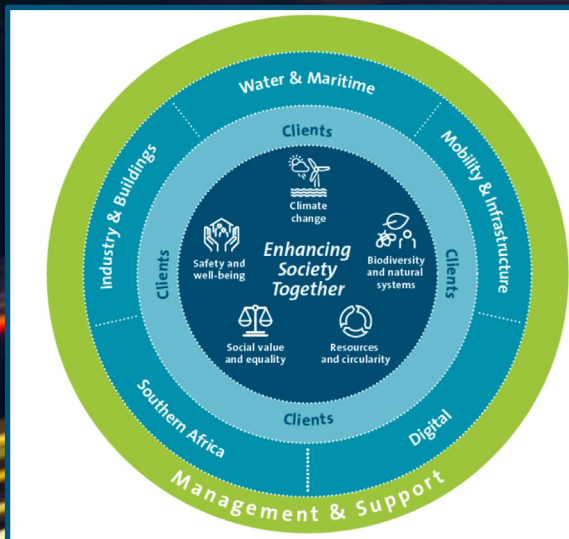 Water & Maritime
Mobility & Infrastructure
Digital
Southern Africa
Industry & Buildings
Clients
Clients
Clients
Clients
Climate
change
Biodiversity
and natural
systems
Resources
and circularity
Social value
and equality
Safety and
well-being
Enhancing
Society
Together
Management & Support